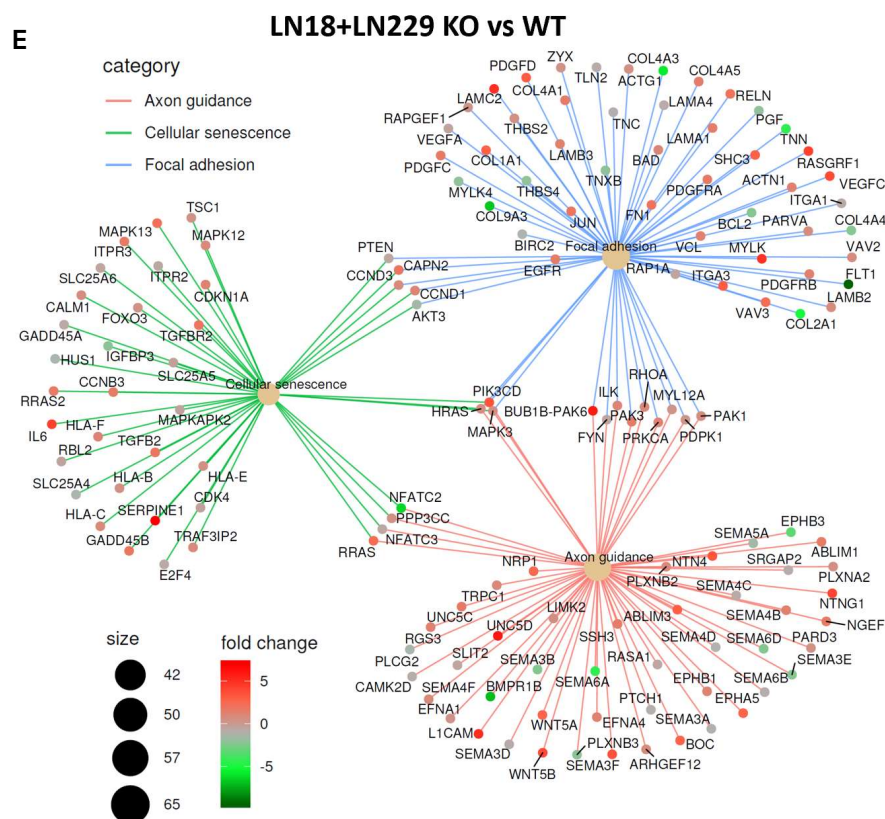 LN18+LN229 KO vs WT
E
category
Axon guidance
Cellular senescence
Focal adhesion
ZYX
COL4A3
PDGFD
TLN2
ACTG1
COL4A5
LAMC2
COL4A1
RELN
RAPGEF1
LAMA4
PGF
THBS2
TNC
VEGFA
LAMA1
TNN
COL1A1
LAMB3
BAD
SHC3
RASGRF1
PDGFC
TNXB
PDGFRA
ACTN1
VEGFC
MYLK4
THBS4
ITGA1
COL9A3
JUN
FN1
BCL2
PARVA
COL4A4
BIRC2
Focal adhesion
VCL
MYLK
VAV2
EGFR
RAP1A
ITGA3
PDGFRB
FLT1
LAMB2
VAV3
COL2A1
TSC1
MAPK13
MAPK12
ITPR3
PTEN
SLC25A6
ITPR2
CCND3
CAPN2
CDKN1A
CALM1
CCND1
FOXO3
AKT3
GADD45A
TGFBR2
HUS1
IGFBP3
SLC25A5
Cellular senescence
CCNB3
RRAS2
MAPKAPK2
IL6
HLA-F
TGFB2
RBL2
HLA-E
SLC25A4
HLA-B
CDK4
HLA-C
SERPINE1
GADD45B
TRAF3IP2
E2F4
PIK3CD
ILK
RHOA
HRAS
BUB1B-PAK6
PAK3
MYL12A
PAK1
MAPK3
FYN
PRKCA
PDPK1
NFATC2
PPP3CC
NFATC3
RRAS
SEMA5A
EPHB3
Axon guidance
NRP1
NTN4
SRGAP2
ABLIM1
PLXNB2
PLXNA2
TRPC1
SEMA4C
NTNG1
UNC5C
LIMK2
ABLIM3
SEMA4B
NGEF
RGS3
UNC5D
SSH3
SEMA4D
SEMA6D
PARD3
PLCG2
SLIT2
SEMA3B
RASA1
SEMA3E
CAMK2D
SEMA4F
BMPR1B
SEMA6A
EPHB1
SEMA6B
EFNA1
PTCH1
EPHA5
L1CAM
WNT5A
EFNA4
SEMA3A
SEMA3D
PLXNB3
BOC
WNT5B
SEMA3F
ARHGEF12
size
42
50
57
65
fold change
5
0
-5